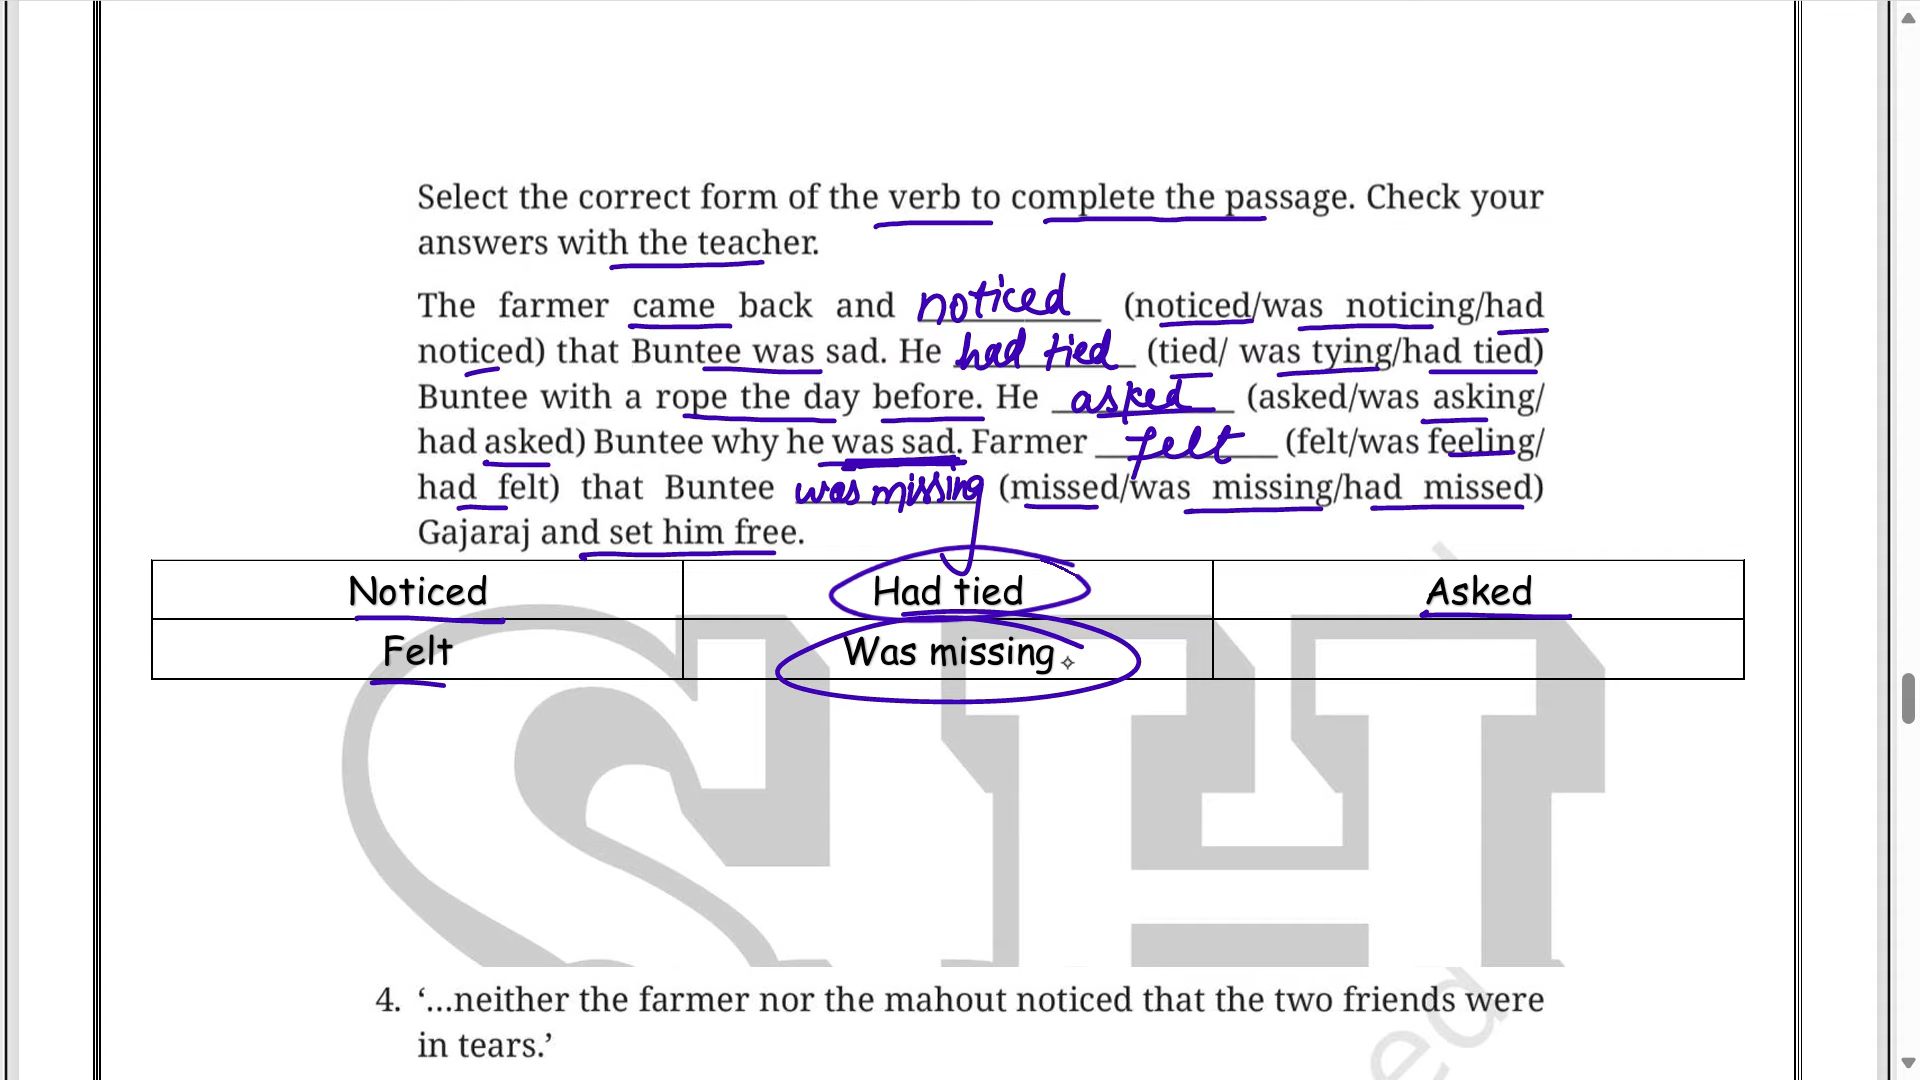 Select the correct form of the verb to complete the passage. Check your
answers with the teacher.
The farmer came back and noticed (noticed/was noticing/had
noticed) that Buntee was sad. He had tied (tied/ was tying/had tied)
Buntee with a rope the day before. He asked (asked/was asking/
had asked) Buntee why he was sad. Farmer felt (felt/was feeling/
had felt) that Buntee was missing (missed/was missing/had missed)
Gajaraj and set him free.
Noticed Had tied Asked
Felt Was missing
4. ‘...neither the farmer nor the mahout noticed that the two friends were
in tears.’